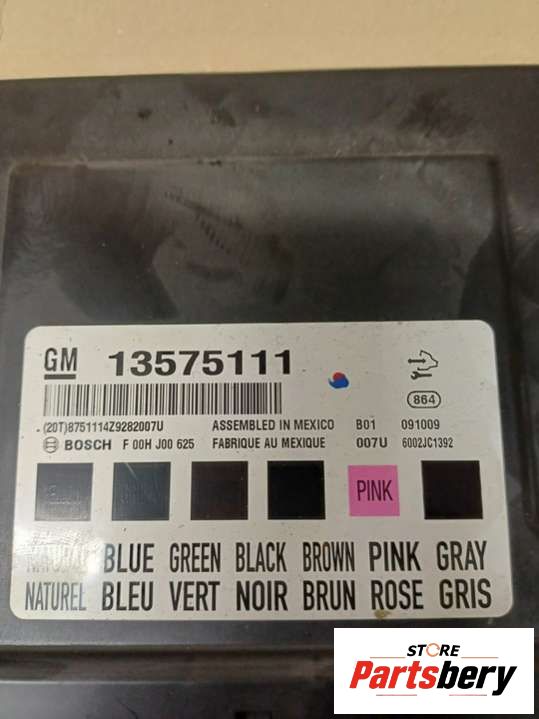 GM 13575111
864
(20T)8751114Z9282007U ASSEMBLED IN MEXICO B01 091009
BOSCH F 00H J00 625 FABRIQUE AU MEXIQUE 007U 6002JC1392
PINK
NATURAL BLUE GREEN BLACK BROWN PINK GRAY
NATUREL BLEU VERT NOIR BRUN ROSE GRIS
STORE
Partsbery